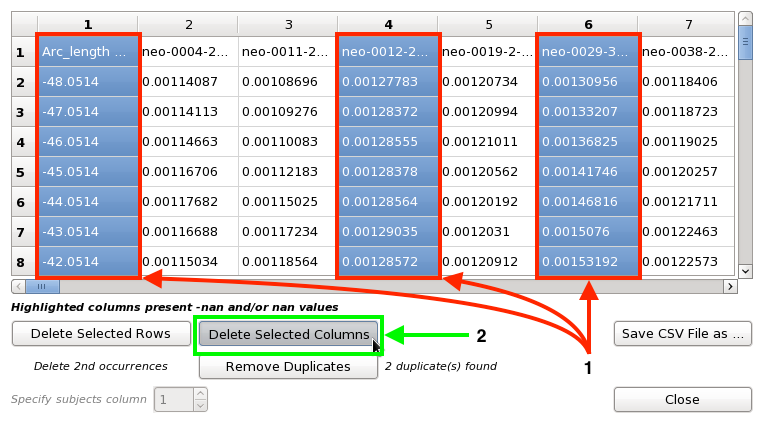 1 2 3 4 5 6 7
1 Arc_length ... neo-0004-2... neo-0011-2... neo-0012-2... neo-0019-2-... neo-0029-3... neo-0038-2...
2 -48.0514 0.00114087 0.00108696 0.00127783 0.00120734 0.00130956 0.00118406
3 -47.0514 0.00114113 0.00109276 0.00128372 0.00120994 0.00133207 0.00118723
4 -46.0514 0.00114663 0.00110083 0.00128555 0.00121011 0.00136825 0.00119025
5 -45.0514 0.00116706 0.00112183 0.00128378 0.00120562 0.00141746 0.00120257
6 -44.0514 0.00117682 0.00115025 0.00128564 0.00120192 0.00146816 0.00121711
7 -43.0514 0.00116688 0.00117234 0.00129035 0.0012031 0.0015076 0.00122463
8 -42.0514 0.00115034 0.00118564 0.00128572 0.00120912 0.00153192 0.00122573
Highlighted columns present -nan and/or nan values
Delete Selected Rows Delete Selected Columns 2 Save CSV File as ...
Delete 2nd occurrences Remove Duplicates 2 duplicate(s) found 1
Specify subjects column 1 Close